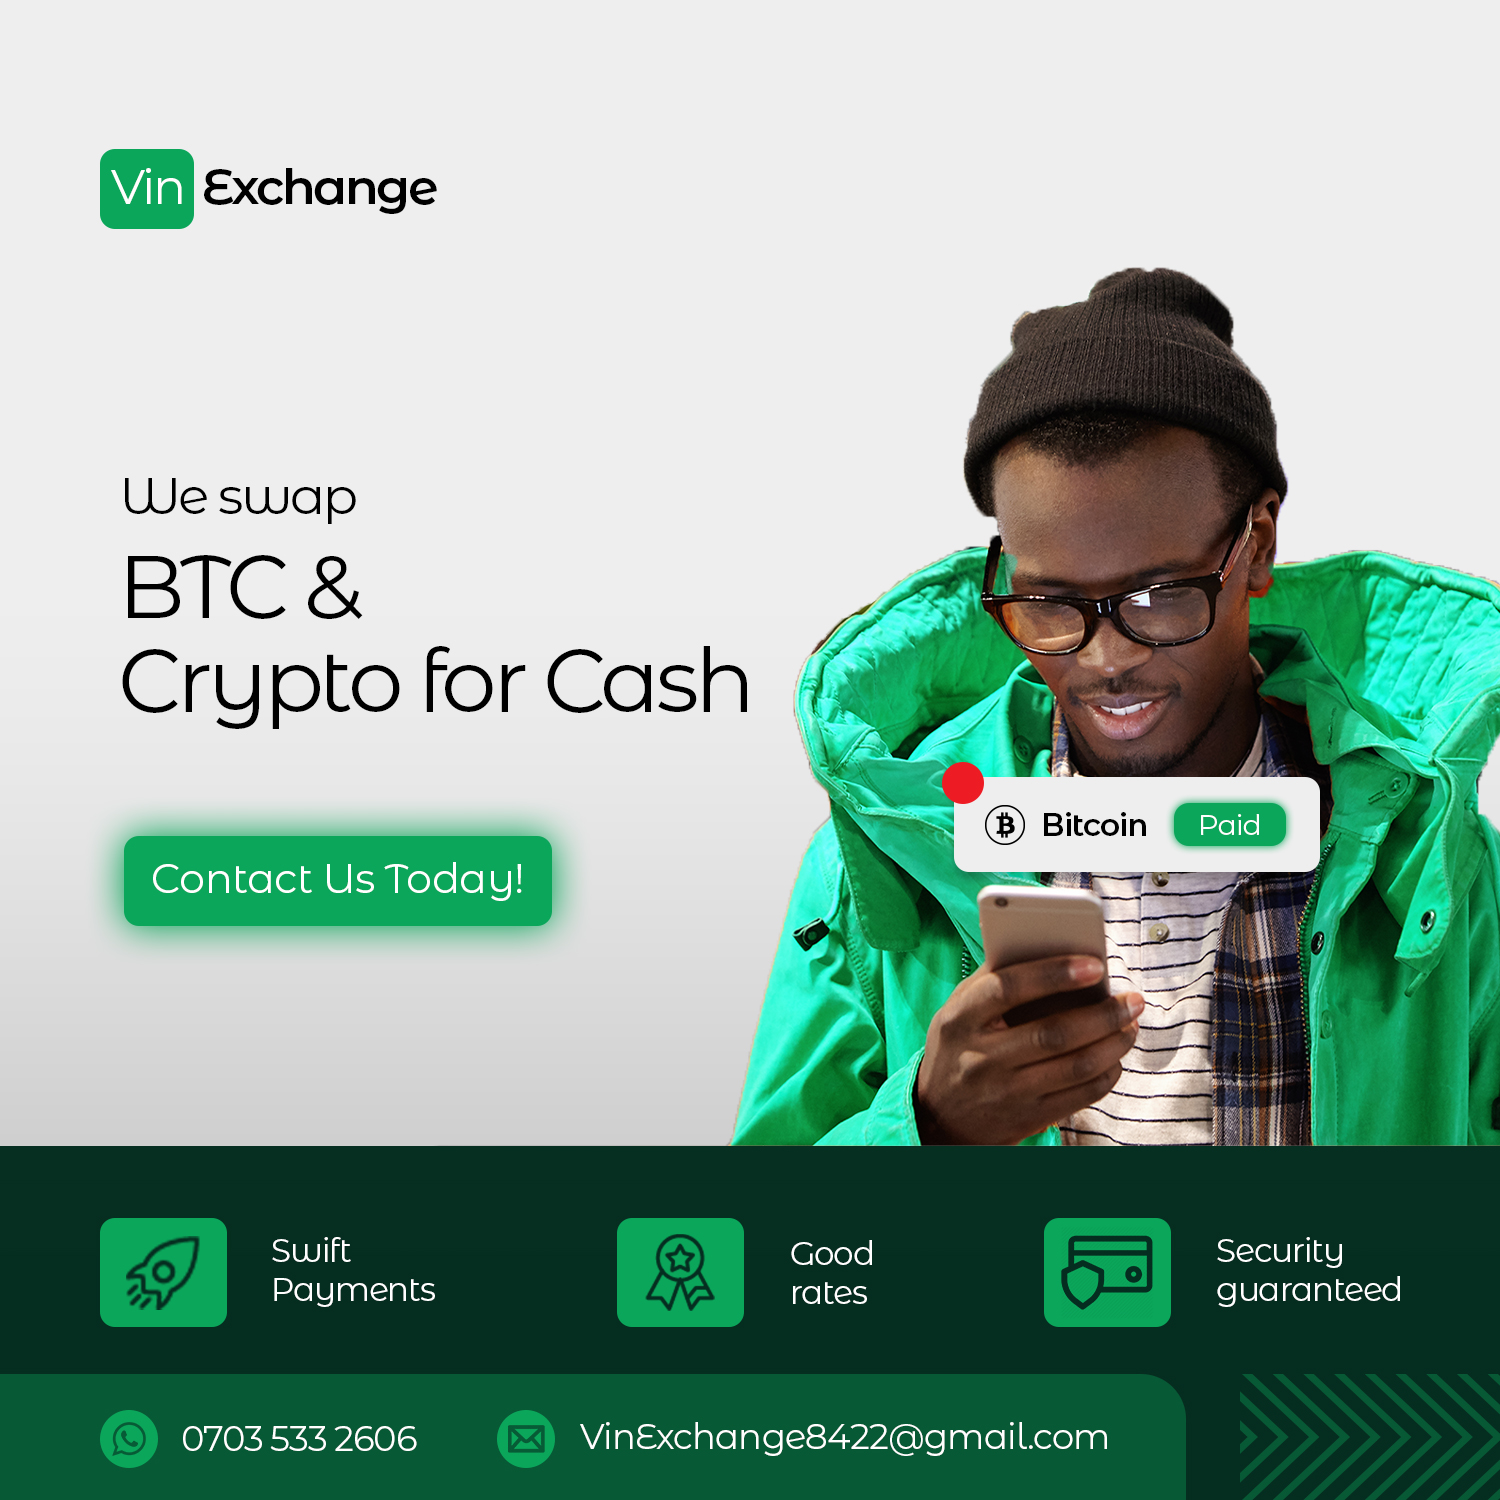 Vin Exchange
We swap
BTC &
Crypto for Cash
Bitcoin Paid
Contact Us Today!
Swift
Payments
Good
rates
Security
guaranteed
0703 533 2606
VinExchange8422@gmail.com